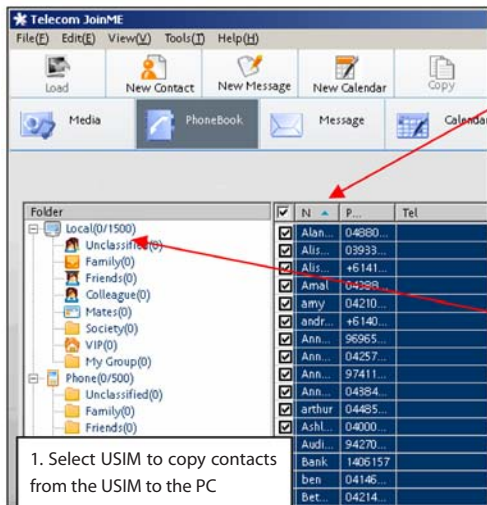 Telecom JoinME
File(F) Edit(E) View(V) Tools(T) Help(H)
Load New Contact New Message New Calendar Copy
Media PhoneBook Message Calendar
Folder N P... Tel
Local(0/1500)
Unclassified(0)
Family(0)
Friends(0)
Colleague(0)
Mates(0)
Society(0)
VIP(0)
My Group(0)
Phone(0/500)
Unclassified(0)
Family(0)
Friends(0)
Alan... 04880...
Alis... 03933...
Alis... +6141...
Amal 04388...
amy 04210...
andr... +6140...
Ann... 96965...
Ann... 04257...
Ann... 97411...
Ann... 04384...
arthur 04485...
Ashl... 04000...
Audi... 94270...
Bank 1406157
ben 04146...
Bet... 04214...
1. Select USIM to copy contacts
from the USIM to the PC